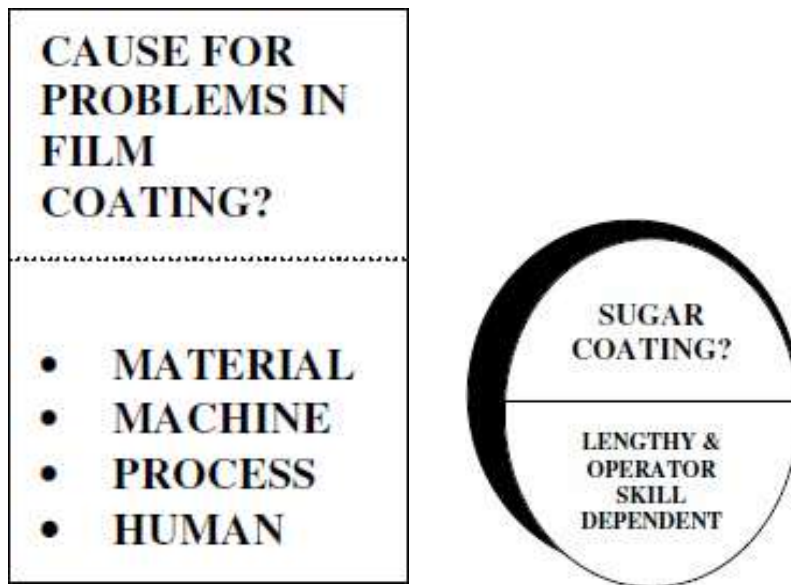 CAUSE FOR
PROBLEMS IN
FILM
COATING?
• MATERIAL
• MACHINE
• PROCESS
• HUMAN
SUGAR
COATING?
LENGTHY &
OPERATOR
SKILL
DEPENDENT